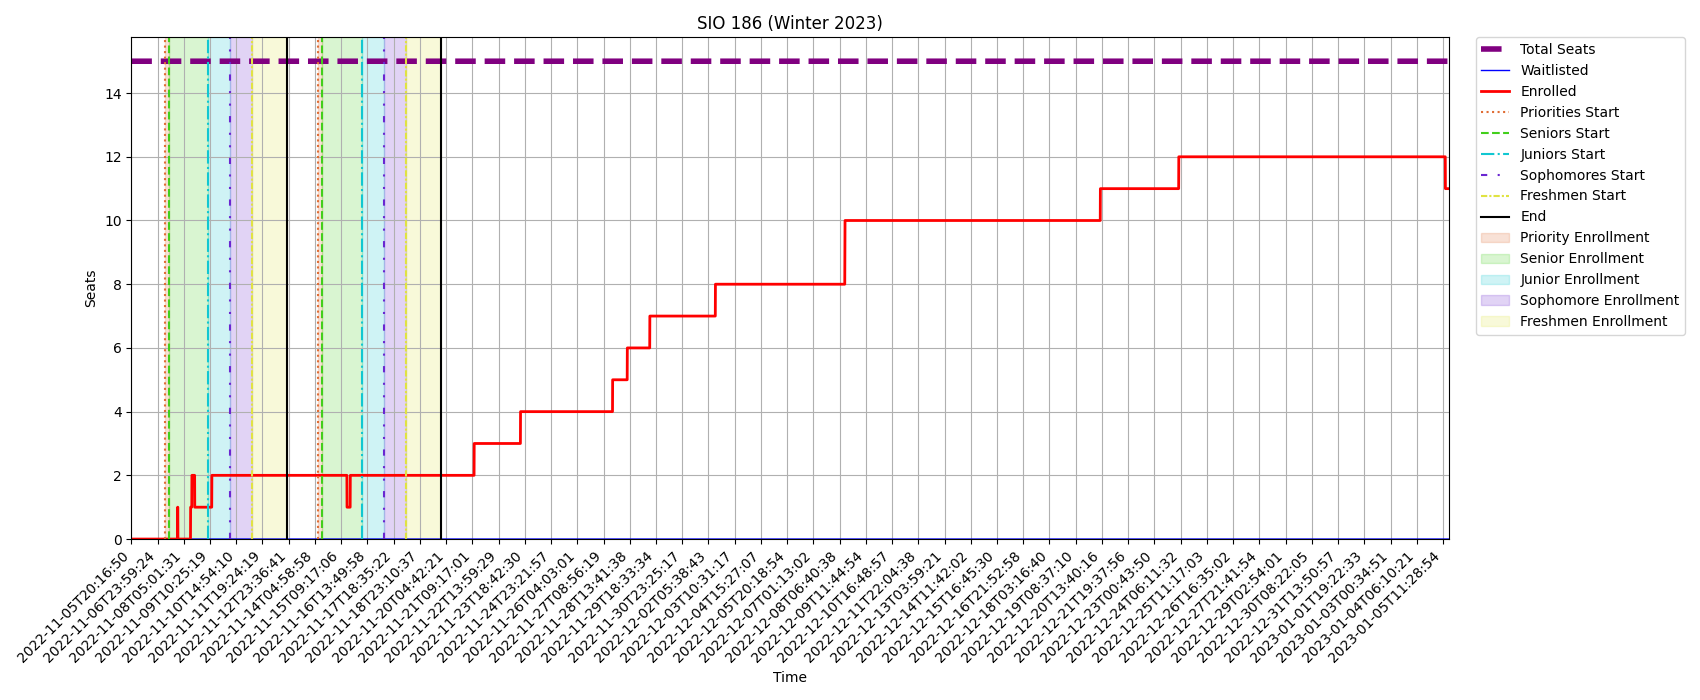 SIO 186 (Winter 2023)
Total Seats
Waitlisted
Enrolled
Priorities Start
Seniors Start
Juniors Start
Sophomores Start
Freshmen Start
End
Priority Enrollment
Senior Enrollment
Junior Enrollment
Sophomore Enrollment
Freshmen Enrollment
Seats
14
12
10
8
6
4
2
0
2022-11-05T20:16:50
2022-11-06T23:59:24
2022-11-08T05:01:31
2022-11-09T10:25:19
2022-11-10T14:54:10
2022-11-11T19:24:19
2022-11-12T23:36:41
2022-11-14T04:58:58
2022-11-15T09:17:06
2022-11-16T13:49:58
2022-11-17T18:35:22
2022-11-18T23:10:37
2022-11-20T04:42:21
2022-11-21T09:17:01
2022-11-22T13:59:29
2022-11-23T18:42:30
2022-11-24T23:21:57
2022-11-26T04:03:01
2022-11-27T08:56:19
2022-11-28T13:41:38
2022-11-29T18:33:34
2022-11-30T23:25:17
2022-12-02T05:38:43
2022-12-03T10:31:17
2022-12-04T15:27:07
2022-12-05T20:18:54
2022-12-07T01:13:02
2022-12-08T06:40:38
2022-12-09T11:44:54
2022-12-10T16:48:57
2022-12-11T22:04:38
2022-12-13T03:59:21
2022-12-14T11:42:02
2022-12-15T16:45:30
2022-12-16T21:52:58
2022-12-18T03:16:40
2022-12-19T08:37:10
2022-12-20T13:40:16
2022-12-21T19:37:56
2022-12-23T00:43:50
2022-12-24T06:11:32
2022-12-25T11:17:03
2022-12-26T16:35:02
2022-12-27T21:41:54
2022-12-29T02:54:01
2022-12-30T08:22:05
2022-12-31T13:50:57
2023-01-01T19:22:33
2023-01-03T00:34:51
2023-01-04T06:10:21
2023-01-05T11:28:54
Time